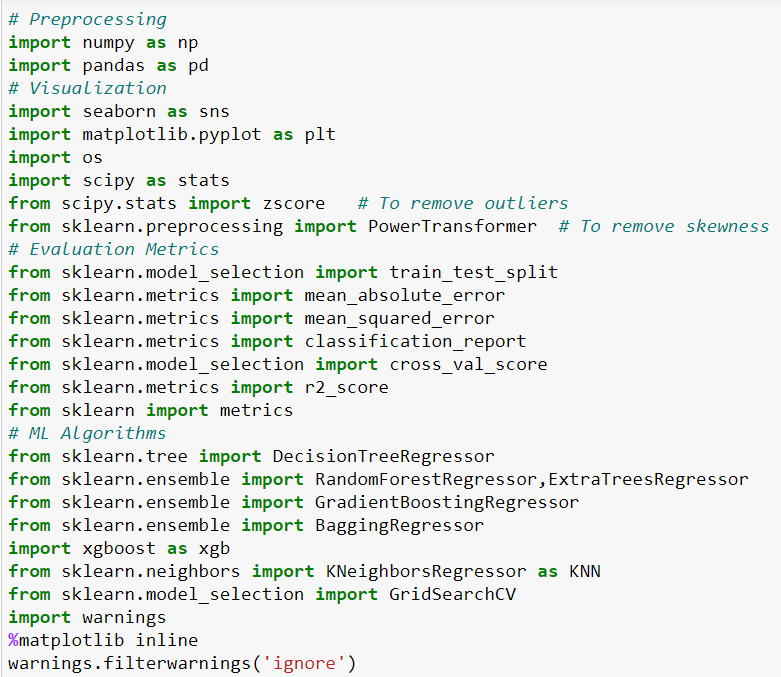 # Preprocessing
import numpy as np
import pandas as pd
# Visualization
import seaborn as sns
import matplotlib.pyplot as plt
import os
import scipy as stats
from scipy.stats import zscore   # To remove outliers
from sklearn.preprocessing import PowerTransformer  # To remove skewness
# Evaluation Metrics
from sklearn.model_selection import train_test_split
from sklearn.metrics import mean_absolute_error
from sklearn.metrics import mean_squared_error
from sklearn.metrics import classification_report
from sklearn.model_selection import cross_val_score
from sklearn.metrics import r2_score
from sklearn import metrics
# ML Algorithms
from sklearn.tree import DecisionTreeRegressor
from sklearn.ensemble import RandomForestRegressor,ExtraTreesRegressor
from sklearn.ensemble import GradientBoostingRegressor
from sklearn.ensemble import BaggingRegressor
import xgboost as xgb
from sklearn.neighbors import KNeighborsRegressor as KNN
from sklearn.model_selection import GridSearchCV
import warnings
%matplotlib inline
warnings.filterwarnings('ignore')